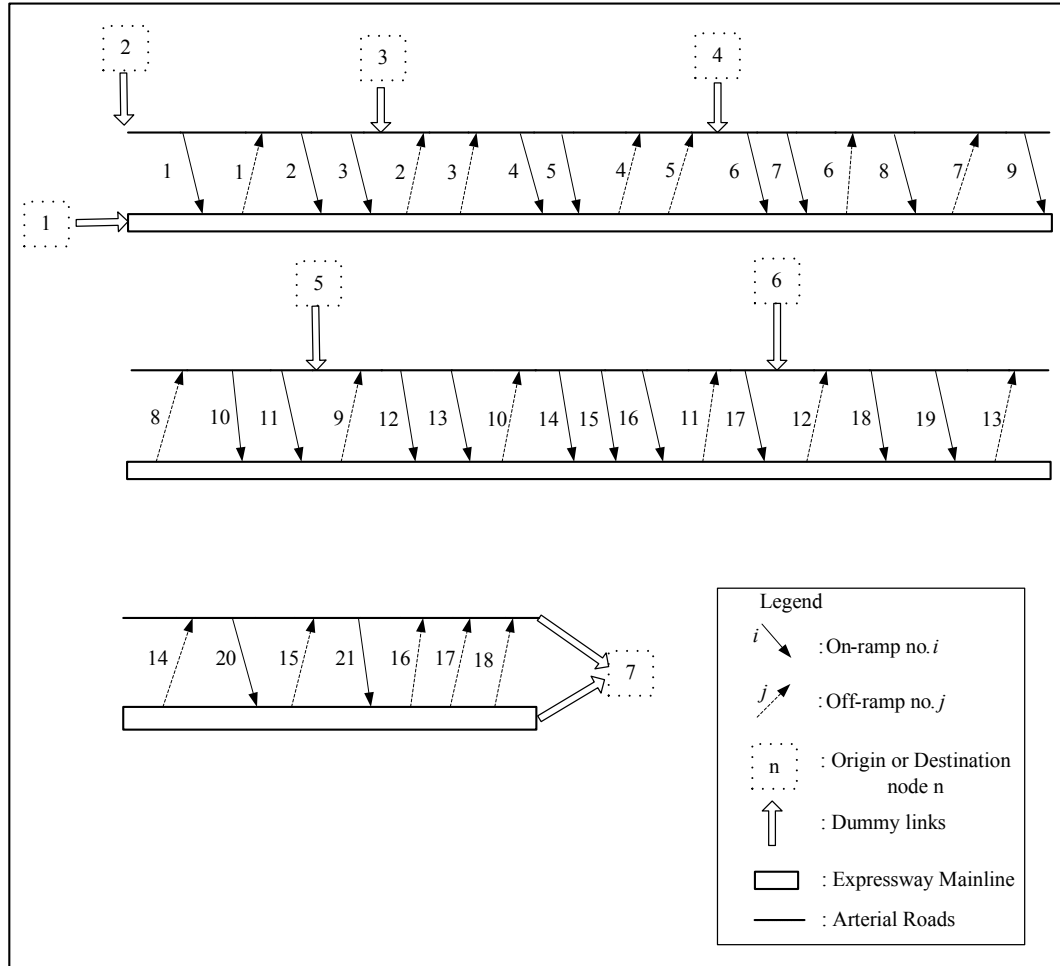 2 3 4
1 1 2 3 2 3 4 5 4 5 6 7 6 8 7 9
1
5 6
8 10 11 9 12 13 10 14 15 16 11 17 12 18 19 13
14 20 15 21 16 17 18
7
Legend
i : On-ramp no. i
j : Off-ramp no. j
n : Origin or Destination
node n
: Dummy links
: Expressway Mainline
: Arterial Roads